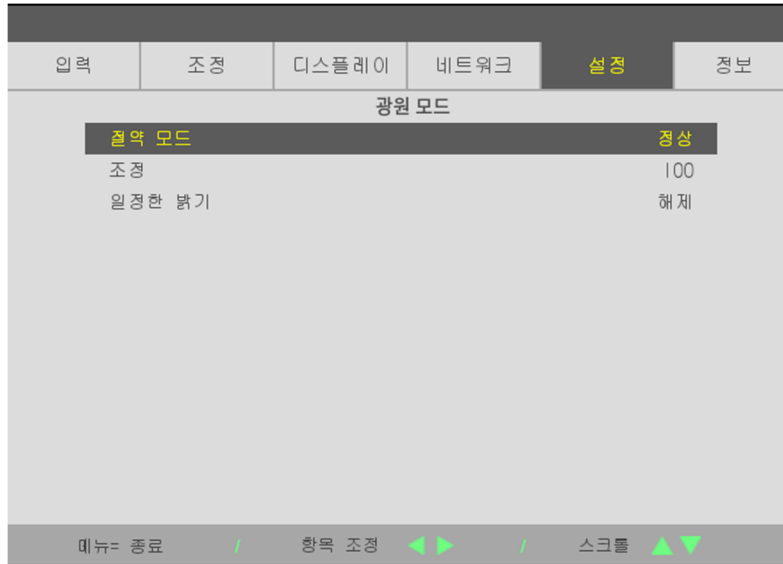 입력 조정 디스플레이 네트워크 설정 정보
광원 모드
절약 모드 정상
조정 100
일정한 밝기 해제
메뉴= 종료 / 항목 조정 ◀ ▶ / 스크롤 ▲ ▼